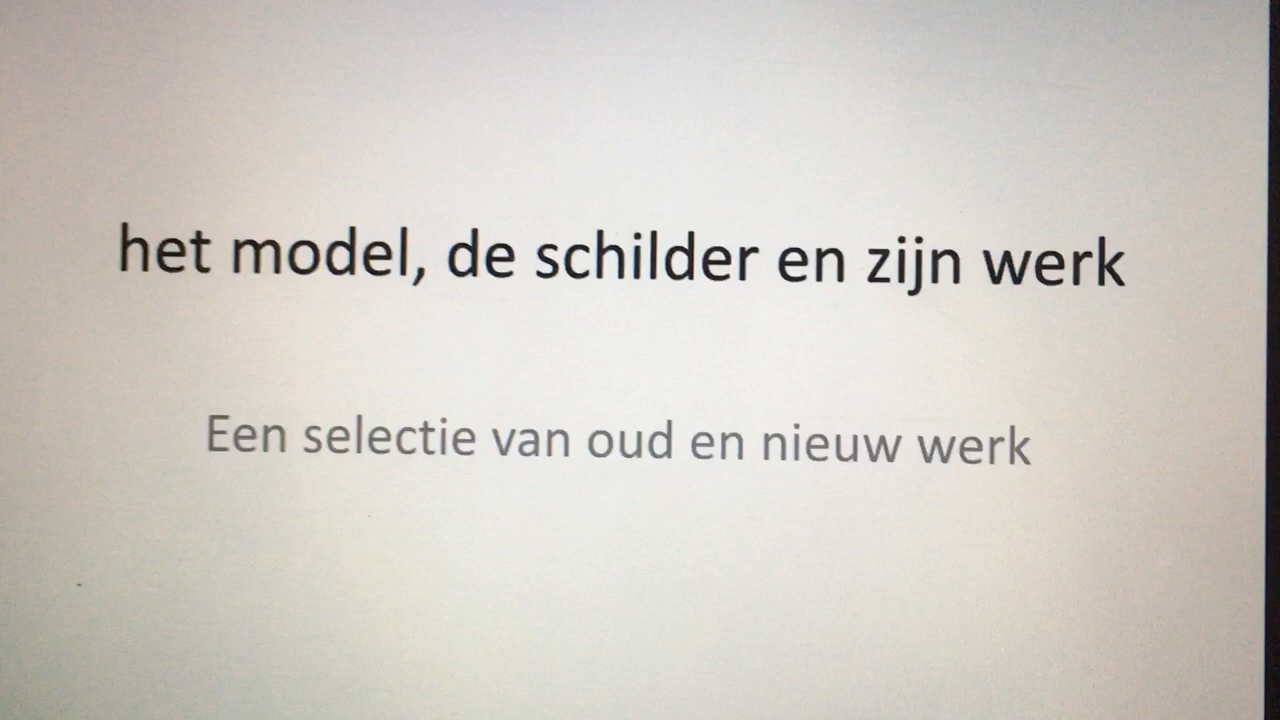 het model, de schilder en zijn werk
Een selectie van oud en nieuw werk